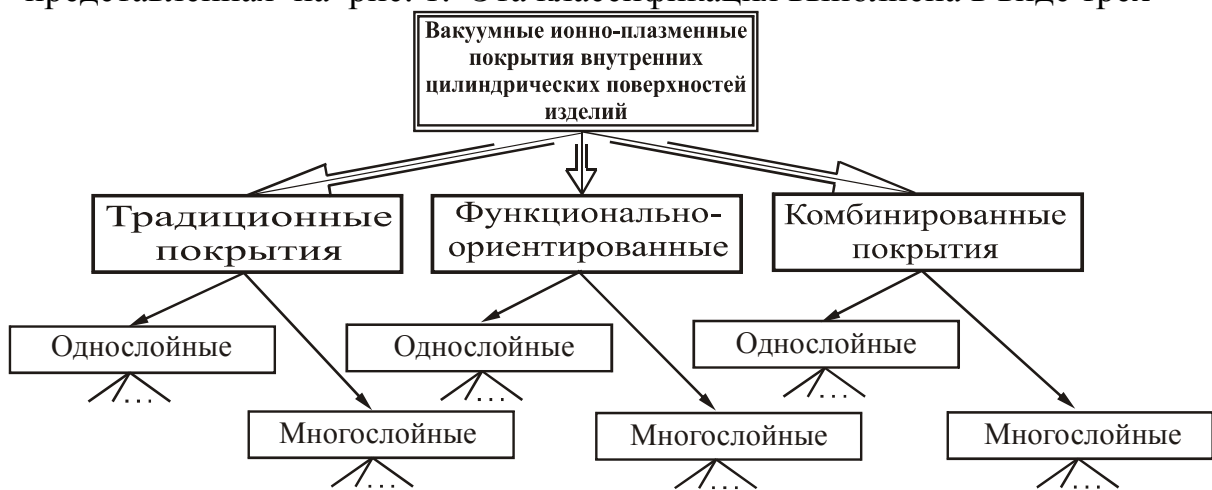 представленная на рис. 1. Эта классификация выполнена в виде трех
Вакуумные ионно-плазменные
покрытия внутренних
цилиндрических поверхностей
изделий
Традиционные
покрытия
Функционально-
ориентированные
Комбинированные
покрытия
Однослойные
Однослойные
Однослойные
Многослойные
Многослойные
Многослойные